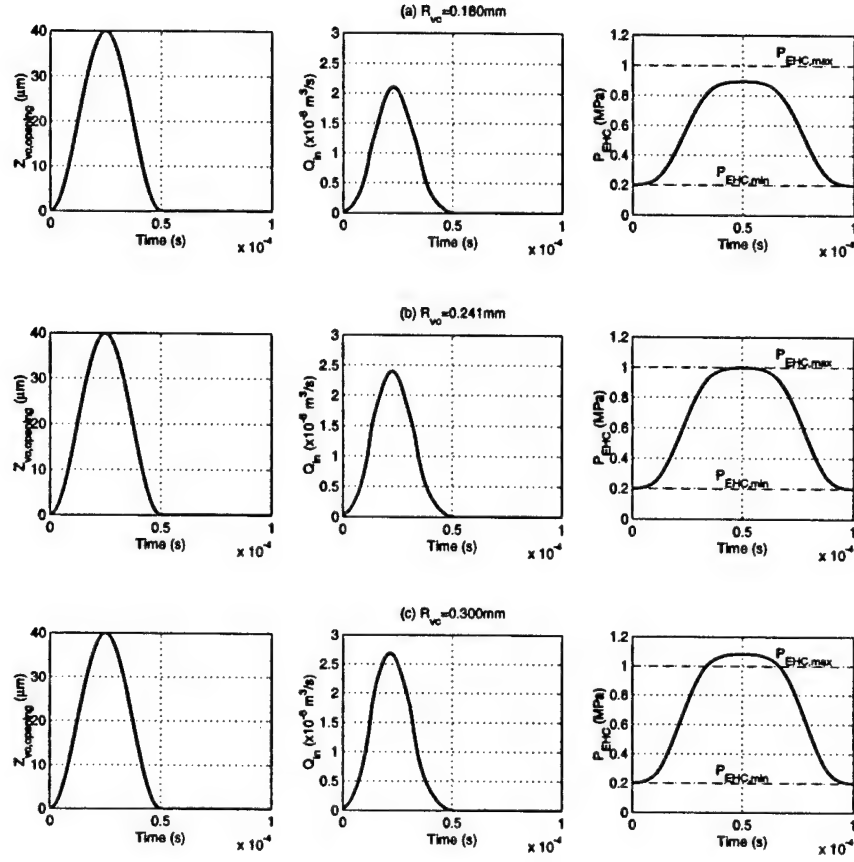 (a) R_vc=0.180mm
Z_vc,opening (μm)
40
30
20
10
0
0 0.5 1
Time (s)
x 10^-4
Q_in (x10^-6 m^3/s)
3
2.5
2
1.5
1
0.5
0
0 0.5 1
Time (s)
x 10^-4
P_EHC (MPa)
1.2
1
0.8
0.6
0.4
0.2
0
P_EHC,max
P_EHC,min
0 0.5 1
Time (s)
x 10^-4
(b) R_vc=0.241mm
Z_vc,opening (μm)
40
30
20
10
0
0 0.5 1
Time (s)
x 10^-4
Q_in (x10^-6 m^3/s)
3
2.5
2
1.5
1
0.5
0
0 0.5 1
Time (s)
x 10^-4
P_EHC (MPa)
1.2
1
0.8
0.6
0.4
0.2
0
P_EHC,max
P_EHC,min
0 0.5 1
Time (s)
x 10^-4
(c) R_vc=0.300mm
Z_vc,opening (μm)
40
30
20
10
0
0 0.5 1
Time (s)
x 10^-4
Q_in (x10^-6 m^3/s)
3
2.5
2
1.5
1
0.5
0
0 0.5 1
Time (s)
x 10^-4
P_EHC (MPa)
1.2
1
0.8
0.6
0.4
0.2
0
P_EHC,max
P_EHC,min
0 0.5 1
Time (s)
x 10^-4